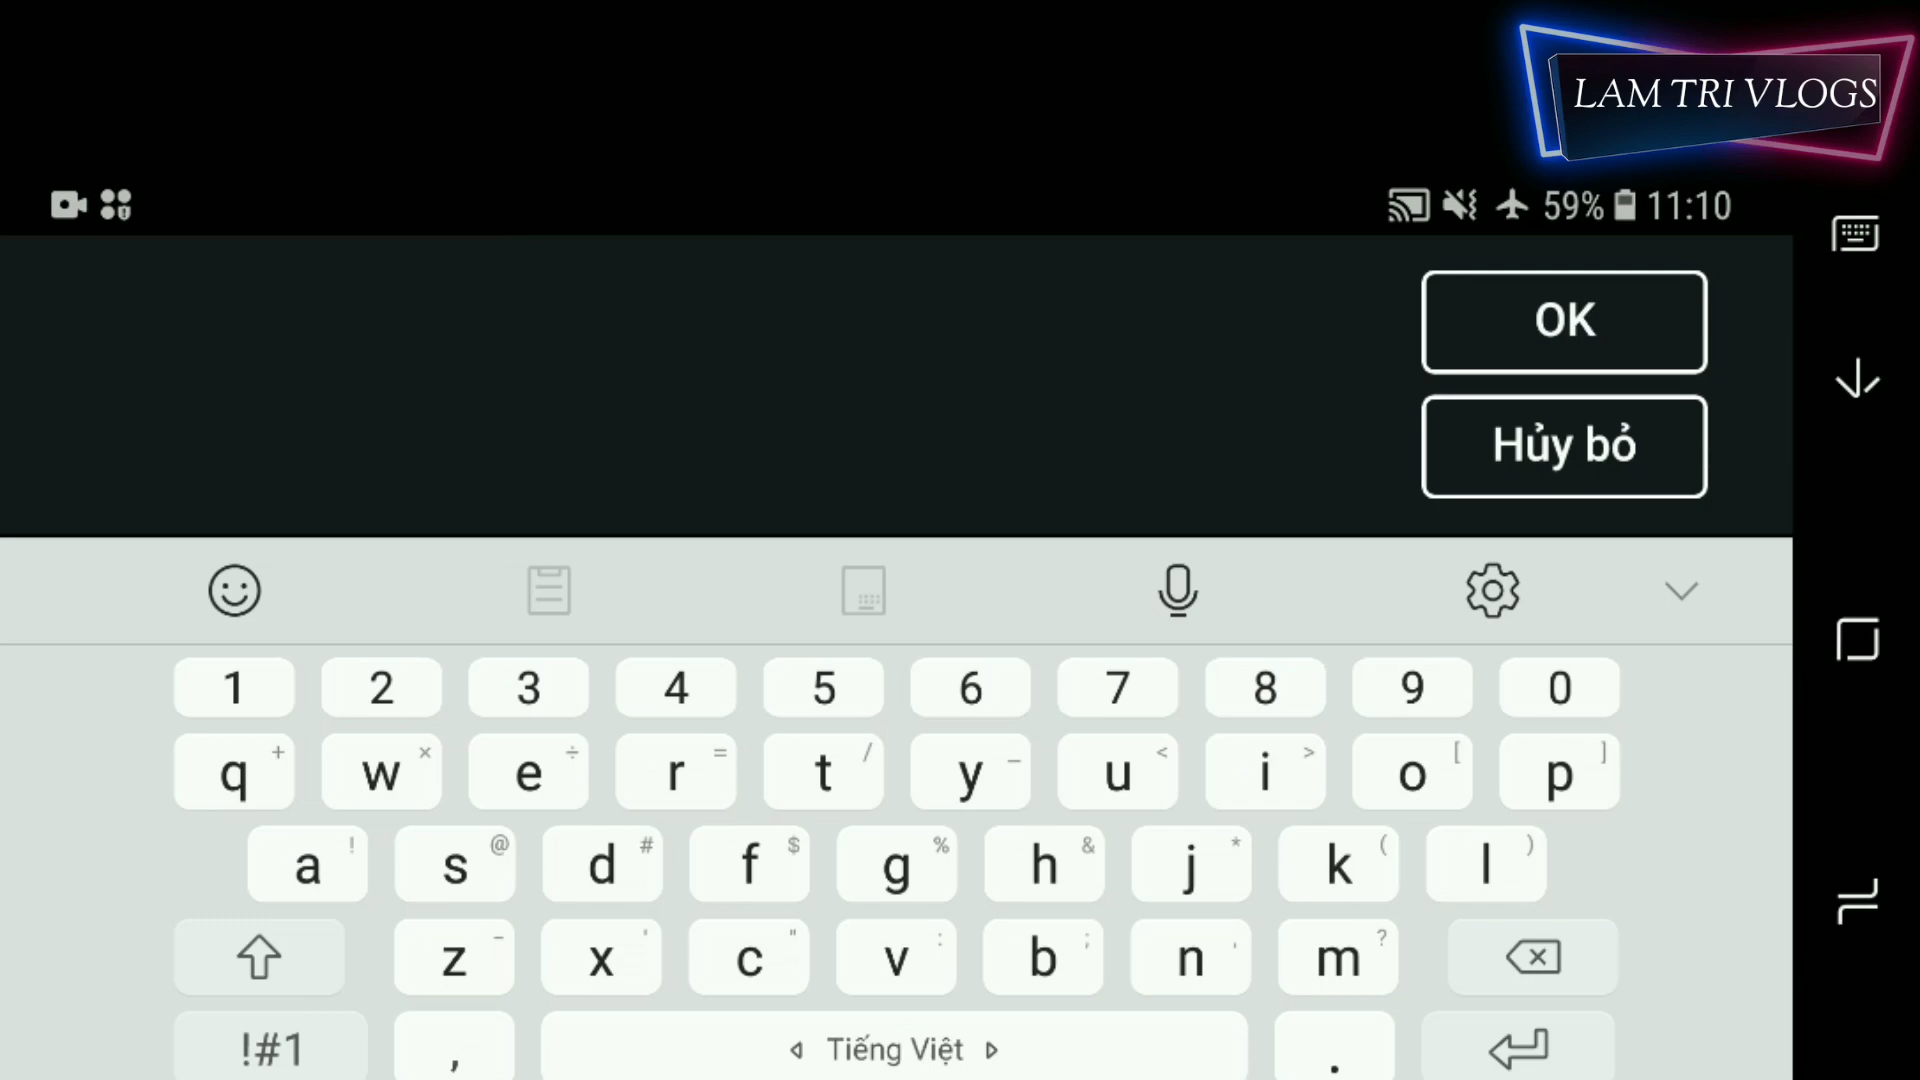 LAM TRI VLOGS
59% 11:10
OK
Hủy bỏ
1 2 3 4 5 6 7 8 9 0
q + w × e ÷ r = t / y _ u < i > o [ p ]
a ! s @ d # f $ g % h & j * k ( l )
z - x ' c " v : b ; n , m ?
!#1 , Tiếng Việt .